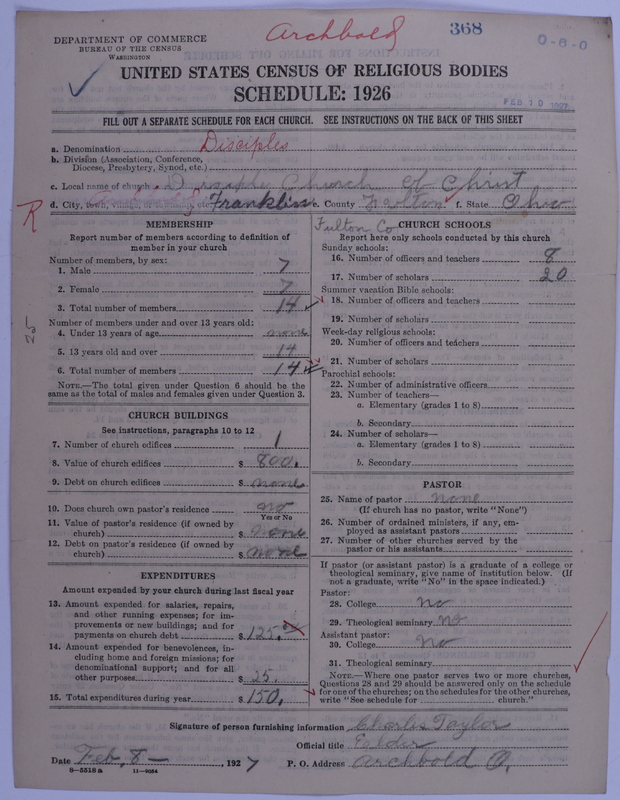 Archbold
368
0-6-0
DEPARTMENT OF COMMERCE
BUREAU OF THE CENSUS
WASHINGTON
UNITED STATES CENSUS OF RELIGIOUS BODIES
SCHEDULE: 1926
FEB 10 1927
FILL OUT A SEPARATE SCHEDULE FOR EACH CHURCH. SEE INSTRUCTIONS ON THE BACK OF THIS SHEET
a. Denomination Disciples
b. Division (Association, Conference,
Diocese, Presbytery, Synod, etc.)
c. Local name of church Church of Christ
d. City, town, village, or township, etc. Franklin e. County Fulton f. State Ohio
R
MEMBERSHIP
Report number of members according to definition of
member in your church
Number of members, by sex:
1. Male 7
2. Female 7
3. Total number of members 14
Number of members under and over 13 years old:
4. Under 13 years of age none
5. 13 years old and over 14
6. Total number of members 14
NOTE.—The total given under Question 6 should be the
same as the total of males and females given under Question 3.
CHURCH BUILDINGS
See instructions, paragraphs 10 to 12
7. Number of church edifices 1
8. Value of church edifices $ 800.
9. Debt on church edifices $ none
10. Does church own pastor's residence no
Yes or No
11. Value of pastor's residence (if owned by
church) $ none
12. Debt on pastor's residence (if owned by
church) $ none
EXPENDITURES
Amount expended by your church during last fiscal year
13. Amount expended for salaries, repairs,
and other running expenses; for im-
provements or new buildings; and for
payments on church debt $ 125.
14. Amount expended for benevolences, in-
cluding home and foreign missions; for
denominational support; and for all
other purposes $ 25.
15. Total expenditures during year $ 150.
Fulton Co
CHURCH SCHOOLS
Report here only schools conducted by this church
Sunday schools:
16. Number of officers and teachers 8
17. Number of scholars 20
Summer vacation Bible schools:
18. Number of officers and teachers
19. Number of scholars
Week-day religious schools:
20. Number of officers and teachers
21. Number of scholars
Parochial schools:
22. Number of administrative officers
23. Number of teachers—
a. Elementary (grades 1 to 8)
b. Secondary
24. Number of scholars—
a. Elementary (grades 1 to 8)
b. Secondary
PASTOR
25. Name of pastor none
(If church has no pastor, write "None")
26. Number of ordained ministers, if any, em-
ployed as assistant pastors
27. Number of other churches served by the
pastor or his assistants
If pastor (or assistant pastor) is a graduate of a college or
theological seminary, give name of institution below. (If
not a graduate, write "No" in the space indicated.)
Pastor:
28. College no
29. Theological seminary no
Assistant pastor:
30. College no
31. Theological seminary
NOTE.—Where one pastor serves two or more churches,
Questions 28 and 29 should be answered only on the schedule
for one of the churches; on the schedules for the other churches,
write "See schedule for church."
Signature of person furnishing information Charles Taylor
Official title Elder
Date Feb, 8 — , 1927 P. O. Address Archbold O.
8—5518 a 11—9054